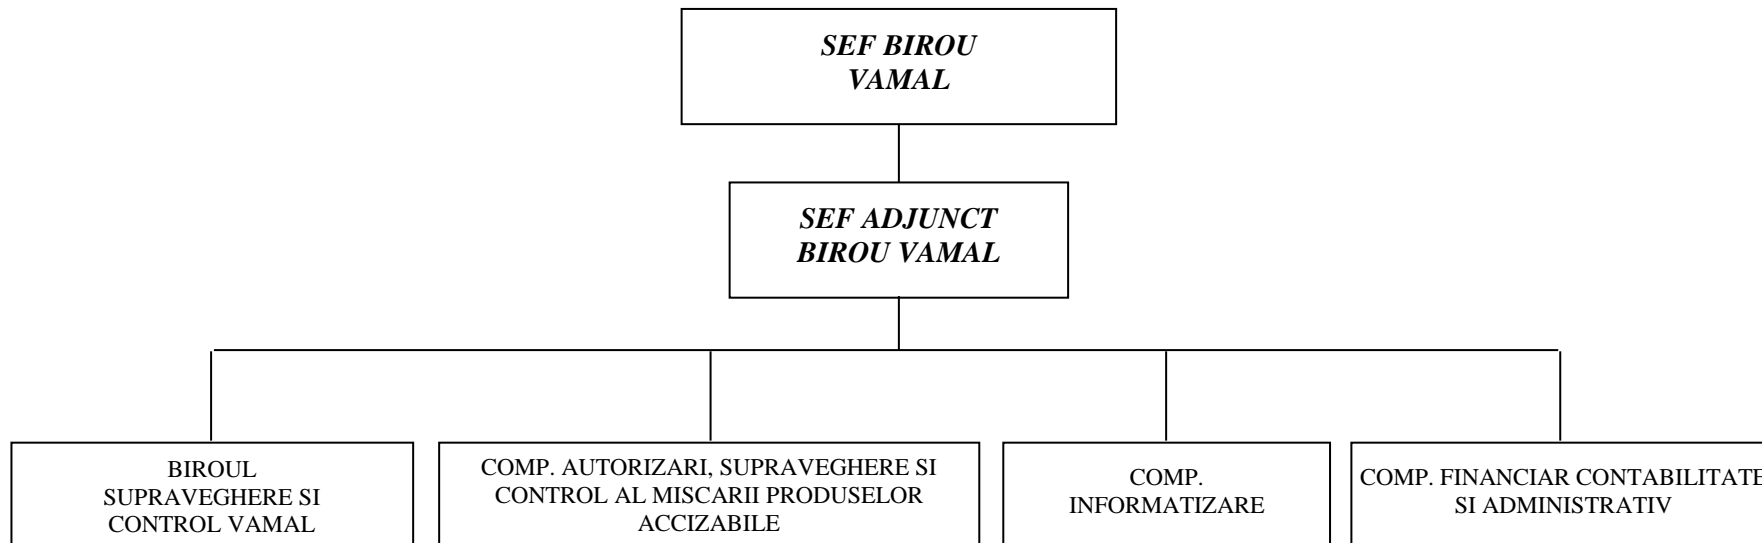 SEF BIROU
VAMAL
SEF ADJUNCT
BIROU VAMAL
BIROUL
SUPRAVEGHERE SI
CONTROL VAMAL
COMP. AUTORIZARI, SUPRAVEGHERE SI
CONTROL AL MISCARII PRODUSELOR
ACCIZABILE
COMP.
INFORMATIZARE
COMP. FINANCIAR CONTABILITATE
SI ADMINISTRATIV